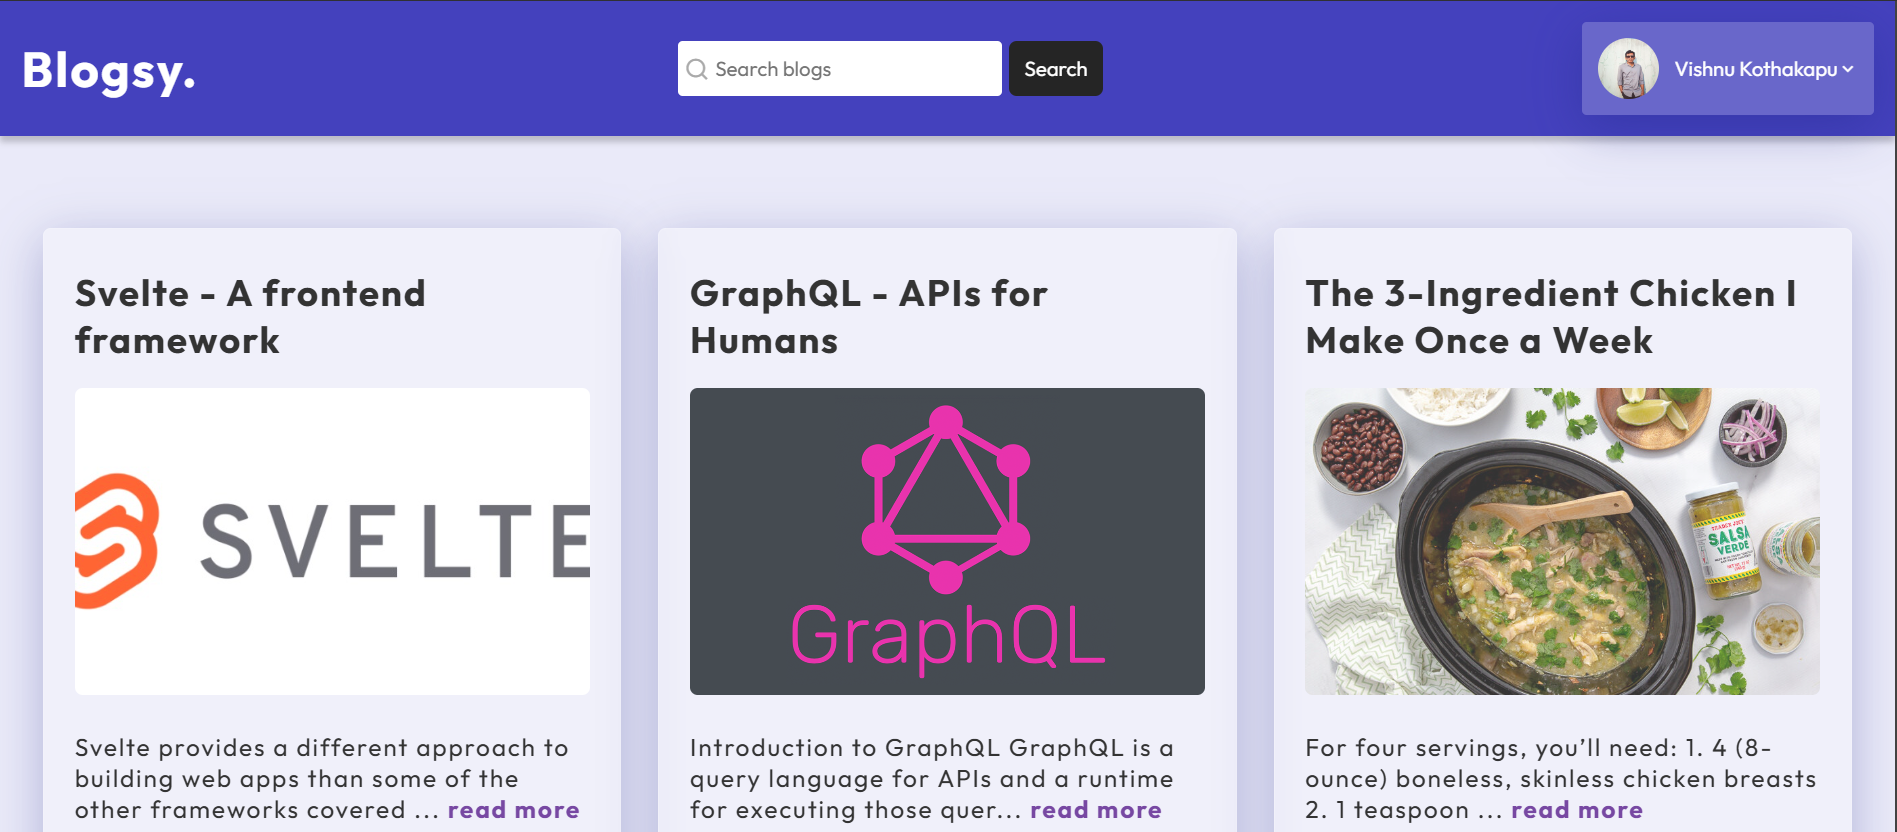 Blogsy.
Search blogs
Search
Vishnu Kothakapu
Svelte - A frontend
framework
SVELTE
Svelte provides a different approach to
building web apps than some of the
other frameworks covered ... read more
GraphQL - APIs for
Humans
GraphQL
Introduction to GraphQL GraphQL is a
query language for APIs and a runtime
for executing those quer... read more
The 3-Ingredient Chicken I
Make Once a Week
TRADER JOE'S
SALSA
VERDE
For four servings, you’ll need: 1. 4 (8-
ounce) boneless, skinless chicken breasts
2. 1 teaspoon ... read more